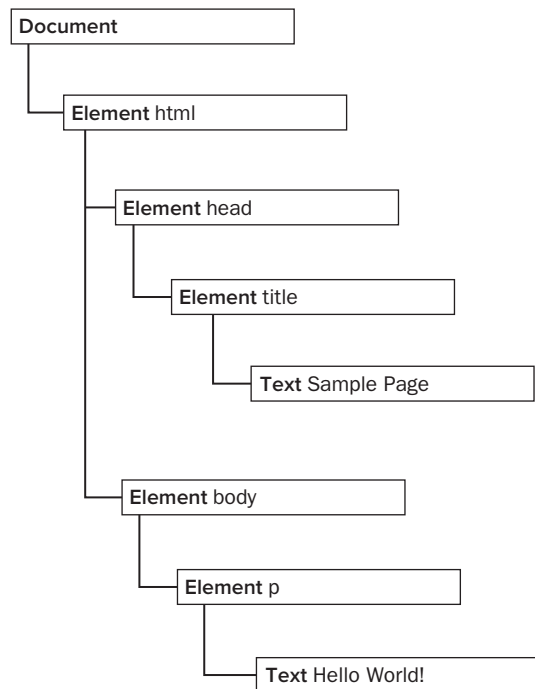 Document
Element html
Element head
Element title
Text Sample Page
Element body
Element p
Text Hello World!